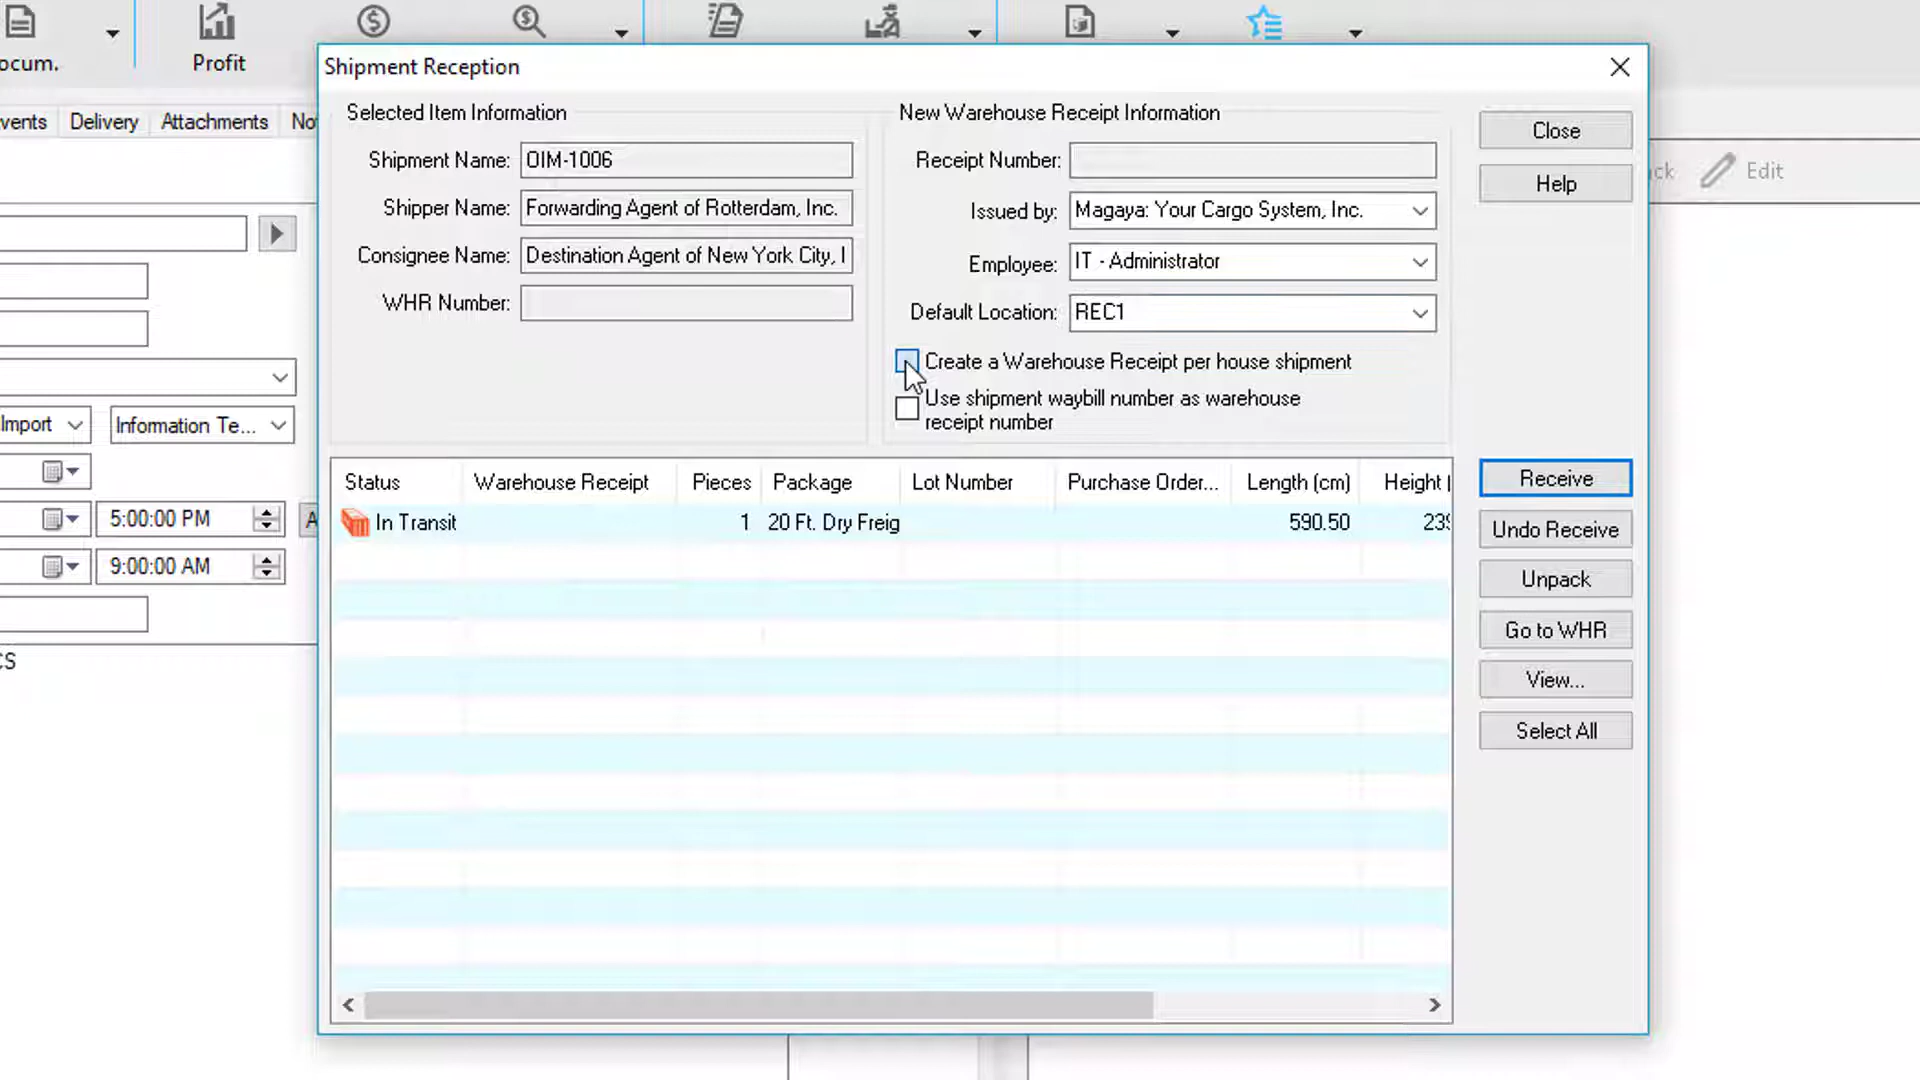 ocum.
Profit
Shipment Reception
vents
Delivery
Attachments
No
Selected Item Information
New Warehouse Receipt Information
Close
Shipment Name:
OIM-1006
Receipt Number:
ck
Edit
Help
Shipper Name:
Forwarding Agent of Rotterdam, Inc.
Issued by:
Magaya: Your Cargo System, Inc.
Consignee Name:
Destination Agent of New York City, I
Employee:
IT - Administrator
WHR Number:
Default Location:
REC1
Create a Warehouse Receipt per house shipment
Use shipment waybill number as warehouse
receipt number
Import
Information Te...
Status
Warehouse Receipt
Pieces
Package
Lot Number
Purchase Order...
Length (cm)
Height (
Receive
In Transit
1
20 Ft. Dry Freig
590.50
239
5:00:00 PM
A
Undo Receive
9:00:00 AM
Unpack
Go to WHR
CS
View...
Select All